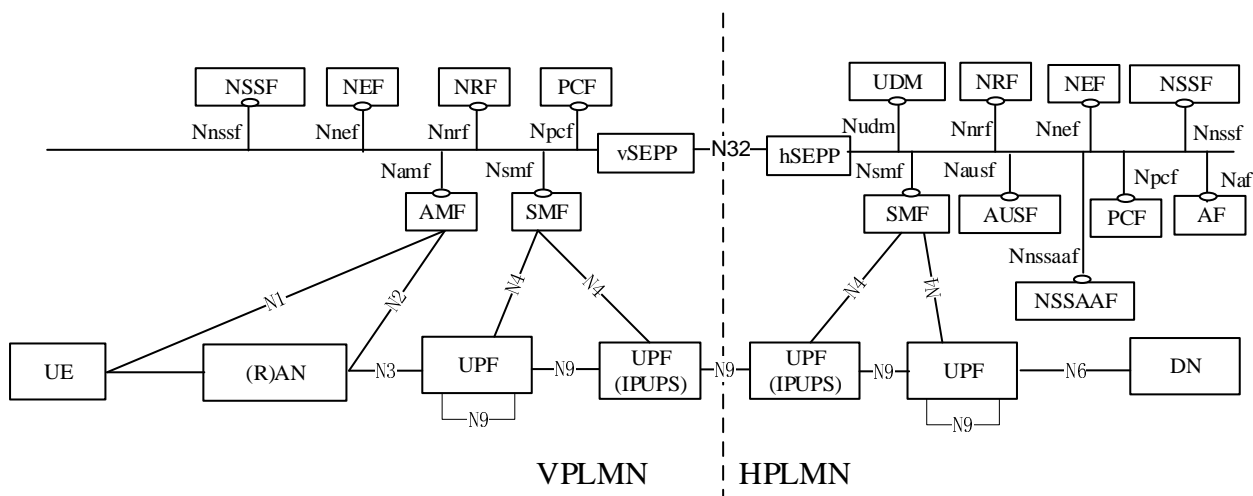 NSSF NEF NRF PCF UDM NRF NEF NSSF
Nnssf Nnef Nnrf Npcf Nudm Nnrf Nnef Nnssf
vSEPP N32 hSEPP
Namf Nsmf Nsmf Nausf Npcf Naf
AMF SMF SMF AUSF PCF AF
Nnssaaf
N1 N2 N4 N4 N4 N4 NSSAAF
UE (R)AN N3 UPF N9 UPF N9 UPF N9 UPF N6 DN
(IPUPS) (IPUPS)
N9 N9
VPLMN HPLMN